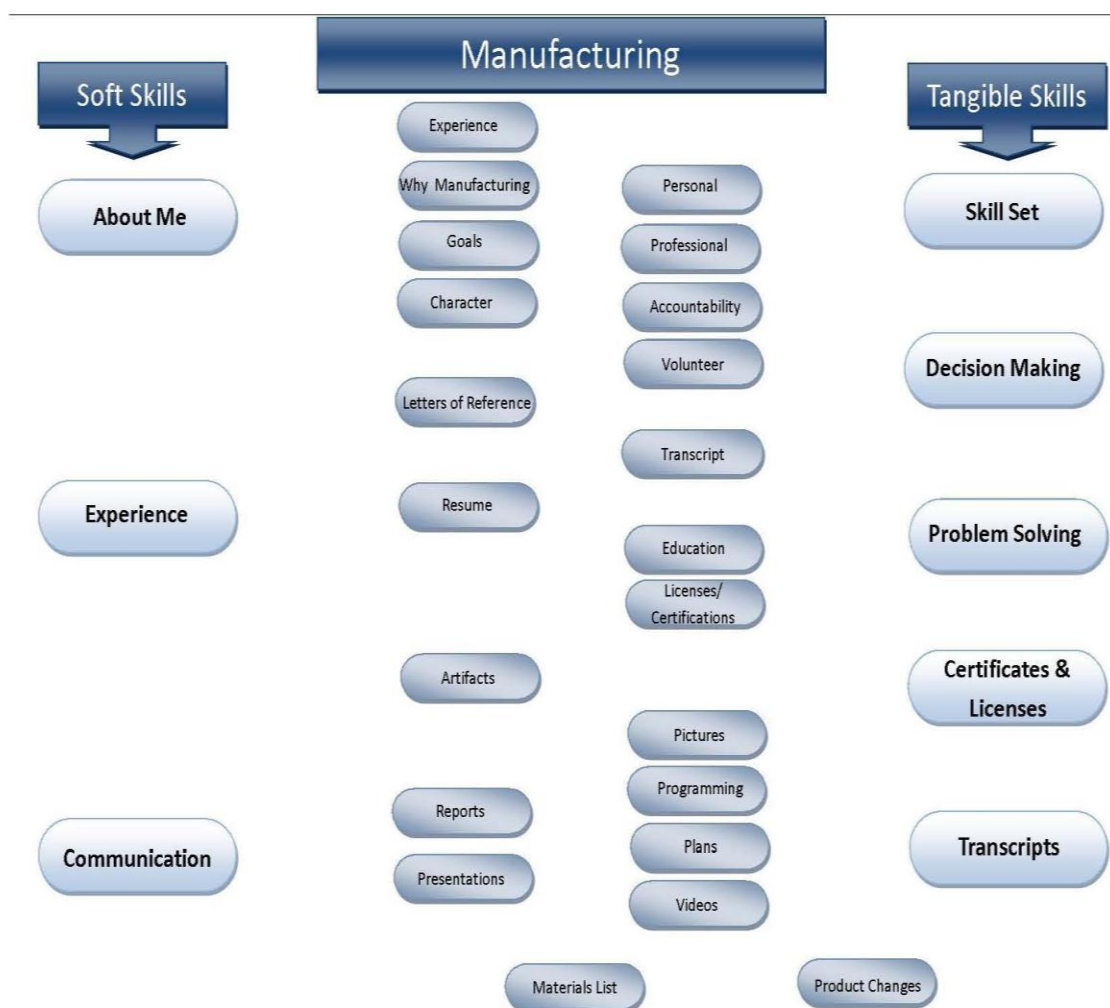 Manufacturing
Soft Skills
Tangible Skills
Experience
Why Manufacturing
Personal
About Me
Skill Set
Goals
Professional
Character
Accountability
Volunteer
Decision Making
Letters of Reference
Transcript
Resume
Experience
Problem Solving
Education
Licenses/
Certifications
Artifacts
Certificates &
Licenses
Pictures
Programming
Reports
Plans
Transcripts
Communication
Presentations
Videos
Materials List
Product Changes